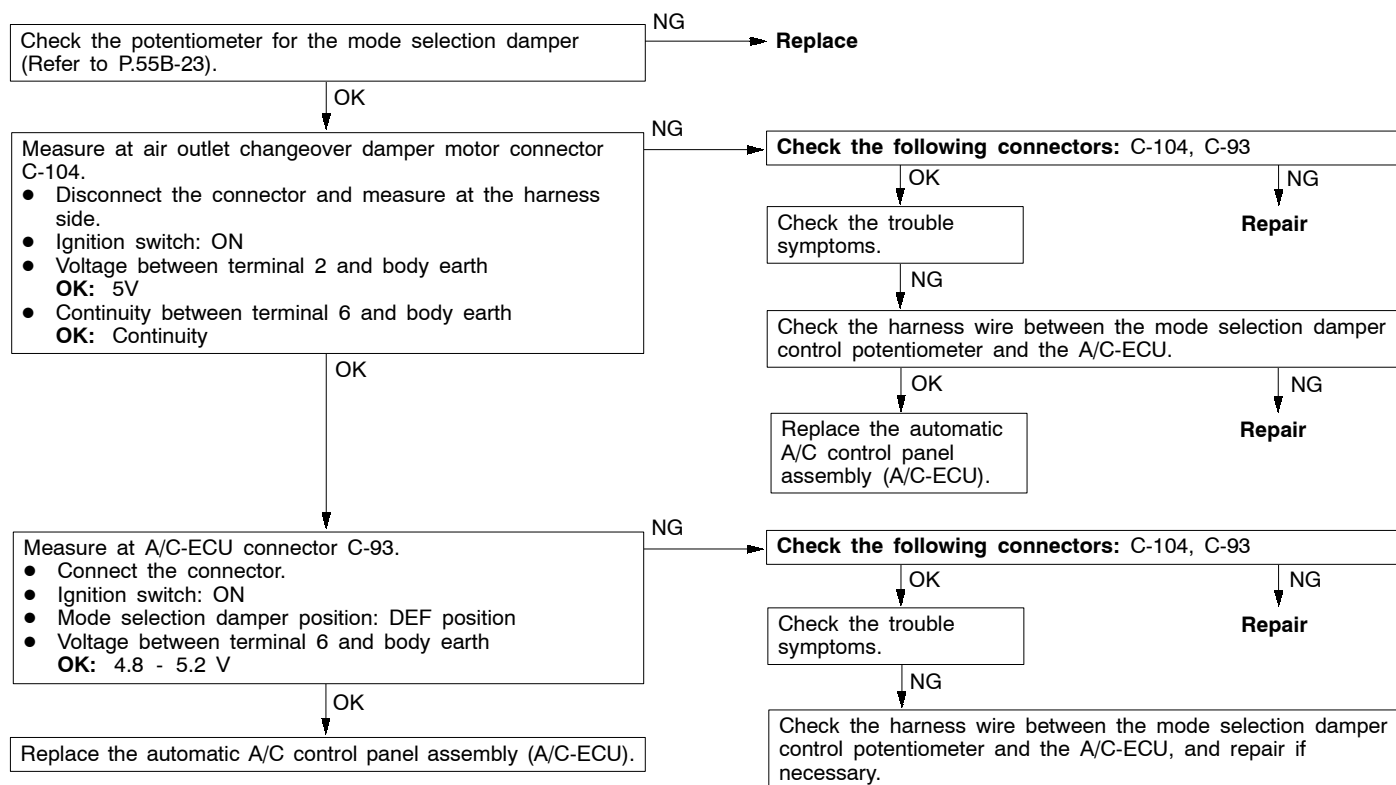 Check the potentiometer for the mode selection damper
(Refer to P.55B-23).
NG
Replace
OK
Measure at air outlet changeover damper motor connector
C-104.
● Disconnect the connector and measure at the harness
side.
● Ignition switch: ON
● Voltage between terminal 2 and body earth
OK: 5V
● Continuity between terminal 6 and body earth
OK: Continuity
NG
Check the following connectors: C-104, C-93
OK
NG
Check the trouble
symptoms.
Repair
NG
Check the harness wire between the mode selection damper
control potentiometer and the A/C-ECU.
OK
NG
Replace the automatic
A/C control panel
assembly (A/C-ECU).
Repair
OK
Measure at A/C-ECU connector C-93.
● Connect the connector.
● Ignition switch: ON
● Mode selection damper position: DEF position
● Voltage between terminal 6 and body earth
OK: 4.8 - 5.2 V
NG
Check the following connectors: C-104, C-93
OK
NG
Check the trouble
symptoms.
Repair
NG
Check the harness wire between the mode selection damper
control potentiometer and the A/C-ECU, and repair if
necessary.
OK
Replace the automatic A/C control panel assembly (A/C-ECU).